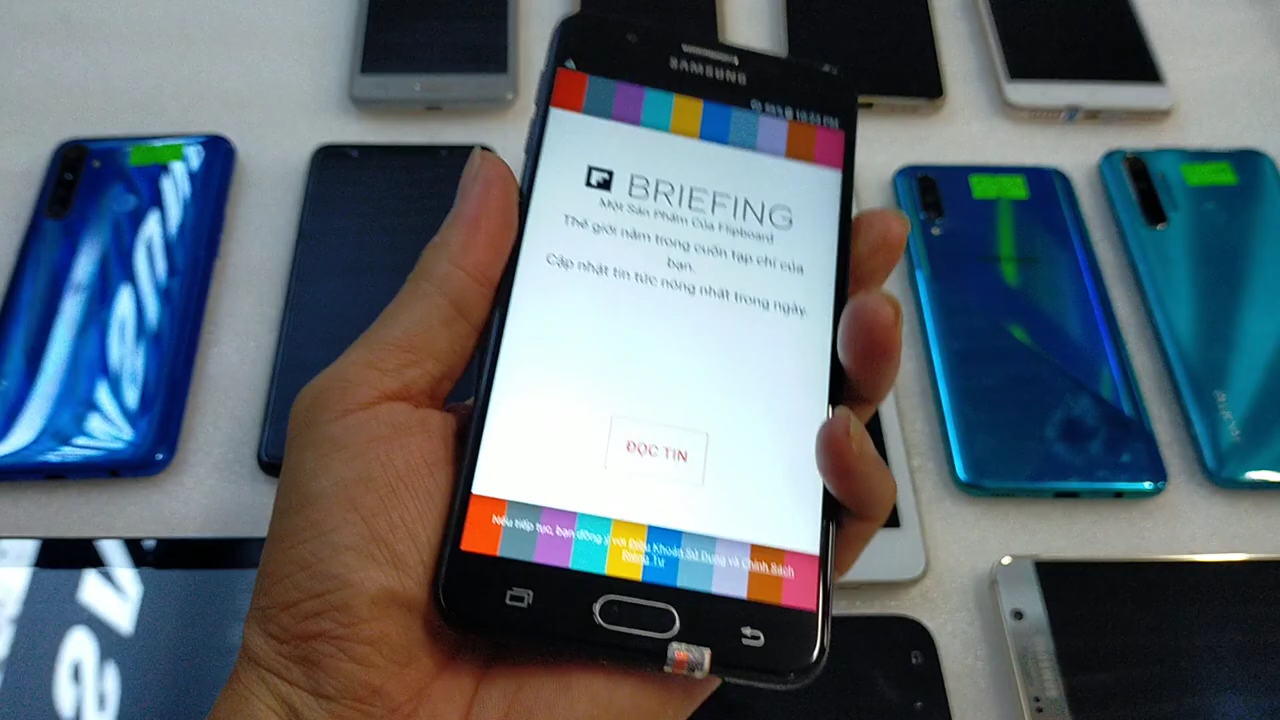 SAMSUNG
BRIEFING
Một Sản Phẩm Của Flipboard
Thế giới nằm trong cuốn tạp chí của
bạn.
Cập nhật tin tức nóng nhất trong ngày.
ĐỌC TIN
Nếu tiếp tục, bạn đồng ý với Điều Khoản Sử Dụng và Chính Sách
Riêng Tư